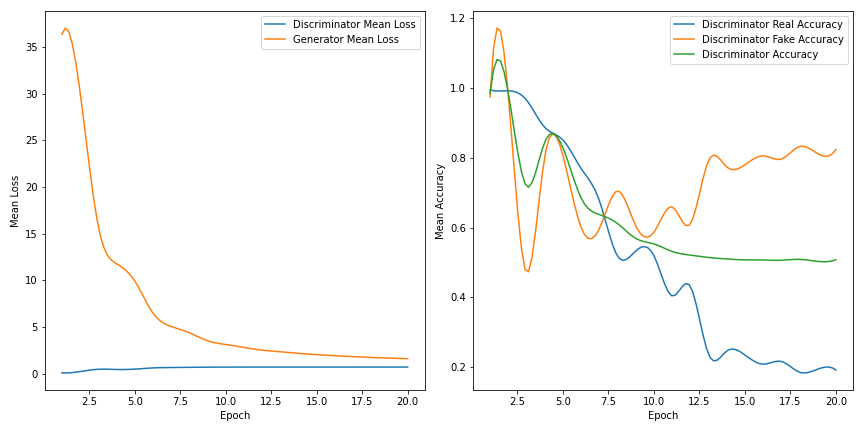 Discriminator Mean Loss
Generator Mean Loss
35
30
25
20
15
10
5
0
Mean Loss
2.5 5.0 7.5 10.0 12.5 15.0 17.5 20.0
Epoch
Discriminator Real Accuracy
Discriminator Fake Accuracy
Discriminator Accuracy
1.2
1.0
0.8
0.6
0.4
0.2
Mean Accuracy
2.5 5.0 7.5 10.0 12.5 15.0 17.5 20.0
Epoch